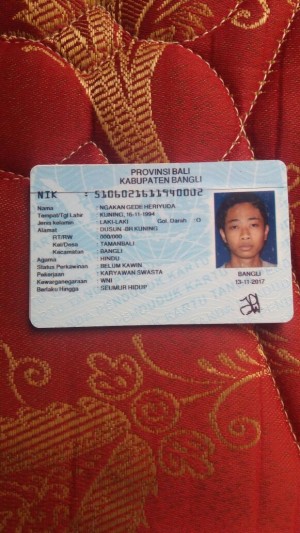 PROVINSI BALI
KABUPATEN BANGLI
NIK : 5106021611940002
Nama : NGAKAN GEDE HERIYUDA
Tempat/Tgl Lahir : KUNING, 16-11-1994
Jenis Kelamin : LAKI-LAKI Gol. Darah :
Alamat : DUSUN -BR.KUNING
RT/RW : 000/000
Kel/Desa : TAMANBALI
Kecamatan : BANGLI
Agama : HINDU
Status Perkawinan : BELUM KAWIN
Pekerjaan : KARYAWAN SWASTA
Kewarganegaraan : WNI
Berlaku Hingga : SEUMUR HIDUP
BANGLI
13-11-2017